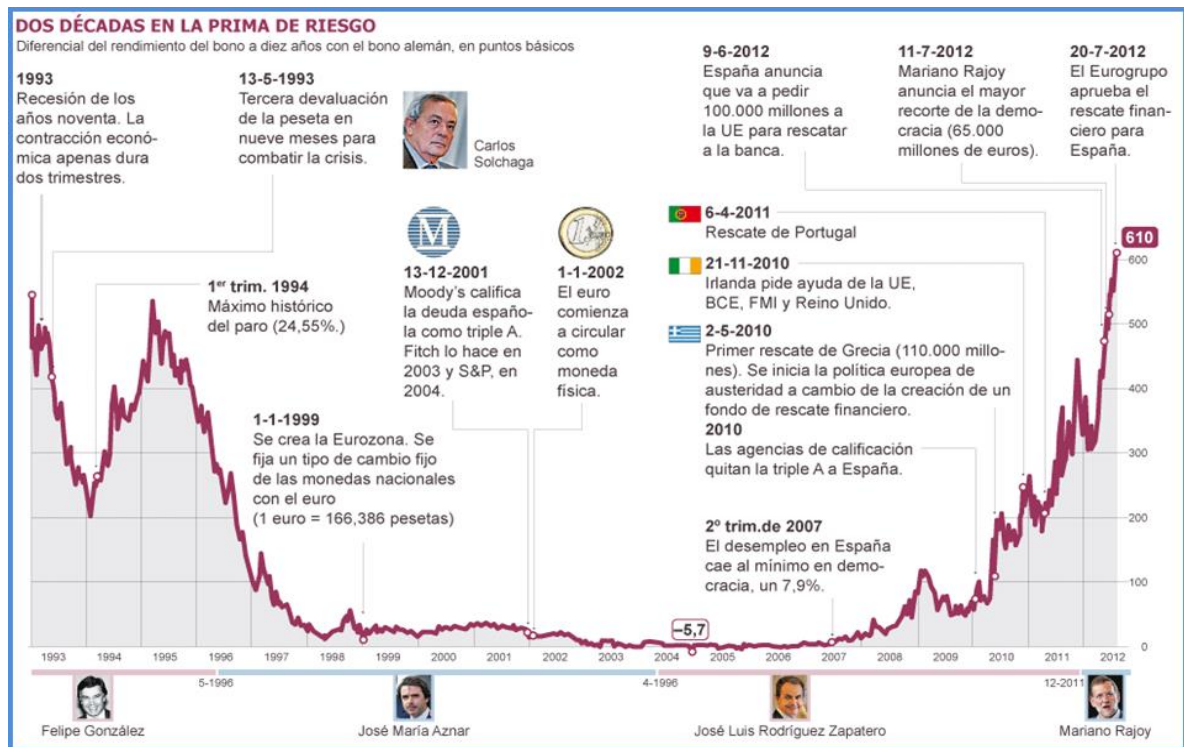 DOS DÉCADAS EN LA PRIMA DE RIESGO
Diferencial del rendimiento del bono a diez años con el bono alemán, en puntos básicos
1993
Recesión de los
años noventa. La
contracción econó-
mica apenas dura
dos trimestres.
13-5-1993
Tercera devaluación
de la peseta en
nueve meses para
combatir la crisis.
Carlos
Solchaga
9-6-2012
España anuncia
que va a pedir
100.000 millones a
la UE para rescatar
a la banca.
11-7-2012
Mariano Rajoy
anuncia el mayor
recorte de la demo-
cracia (65.000
millones de euros).
20-7-2012
El Eurogrupo
aprueba el
rescate finan-
ciero para
España.
1er trim. 1994
Máximo histórico
del paro (24,55%.)
M
13-12-2001
Moody's califica
la deuda españo-
la como triple A.
Fitch lo hace en
2003 y S&P, en
2004.
1-1-2002
El euro
comienza
a circular
como
moneda
física.
1-1-1999
Se crea la Eurozona. Se
fija un tipo de cambio fijo
de las monedas nacionales
con el euro
(1 euro = 166,386 pesetas)
6-4-2011
Rescate de Portugal
21-11-2010
Irlanda pide ayuda de la UE,
BCE, FMI y Reino Unido.
2-5-2010
Primer rescate de Grecia (110.000 millo-
nes). Se inicia la política europea de
austeridad a cambio de la creación de un
fondo de rescate financiero.
2010
Las agencias de calificación
quitan la triple A a España.
2º trim.de 2007
El desempleo en España
cae al mínimo en demo-
cracia, un 7,9%.
–5,7
610
600
500
400
300
200
100
0
1993 1994 1995 1996 1997 1998 1999 2000 2001 2002 2003 2004 2005 2006 2007 2008 2009 2010 2011 2012
5-1996 4-1996 12-2011
Felipe González José María Aznar José Luis Rodríguez Zapatero Mariano Rajoy